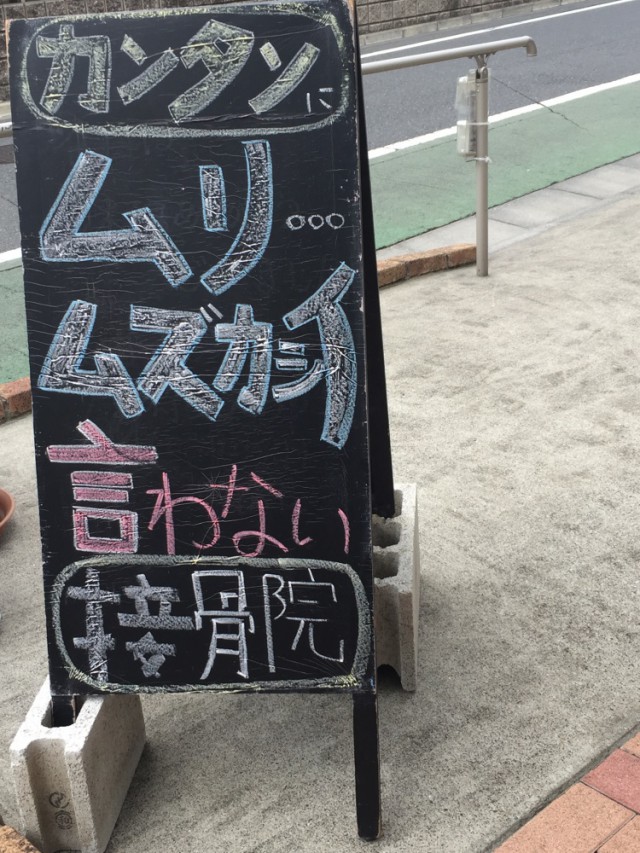 カンタンに
ムリ。。。
ムズカシイ
言わない
接骨院